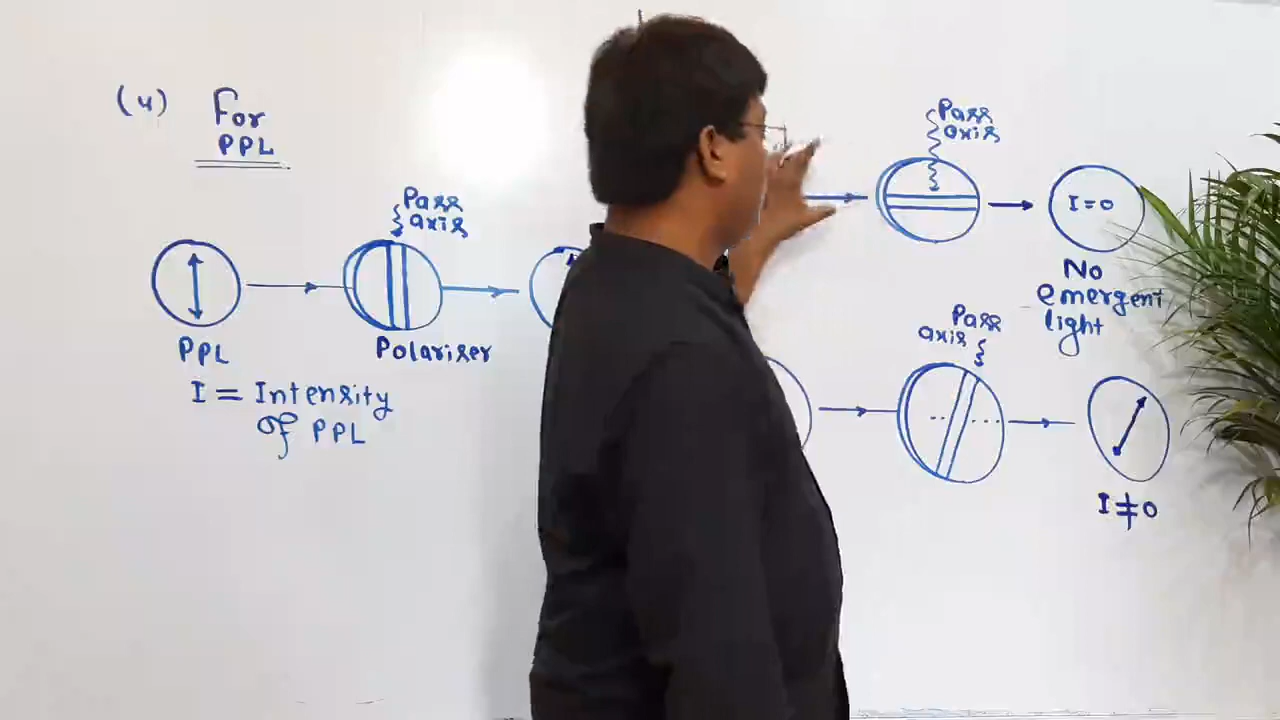 (4) For
PPL
Pass
axis
PPL
Polariser
I = Intensity
of PPL
Pass
axis
I = 0
No
emergent
light
Pass
axis
I ≠ 0